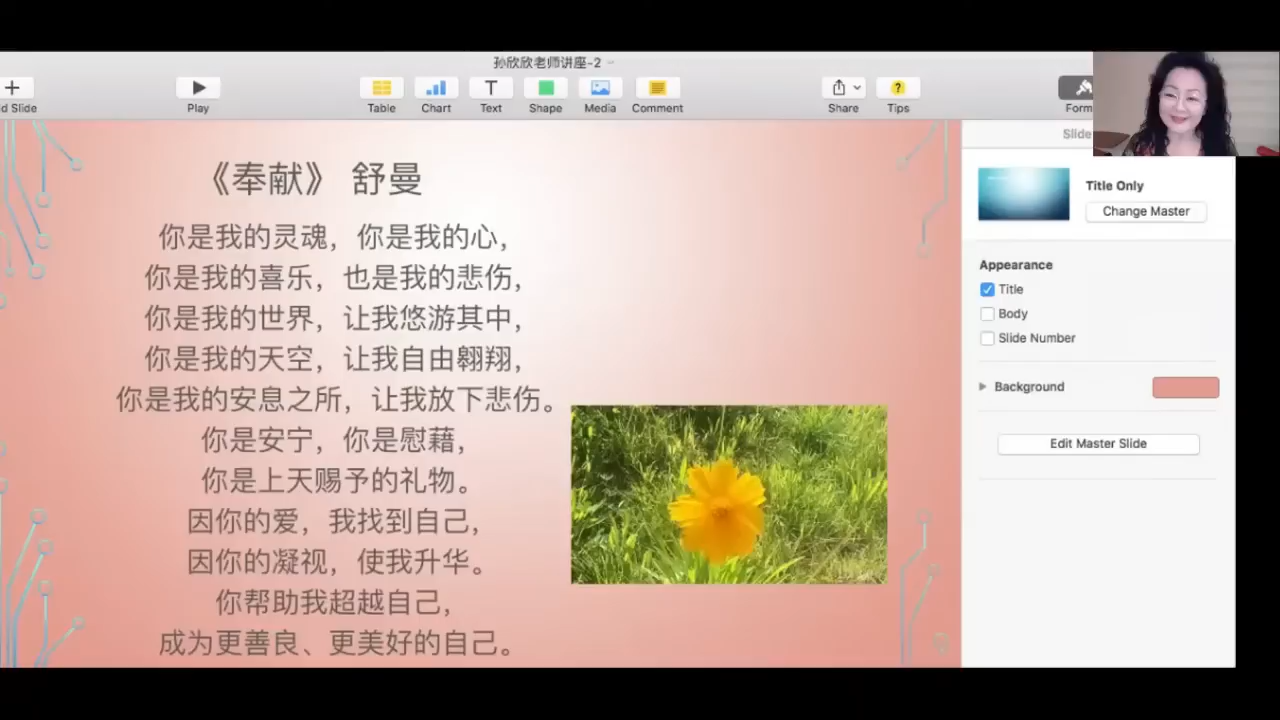 孙欣欣老师讲座-2
d Slide
Play
Table
Chart
Text
Shape
Media
Comment
Share
Tips
Form
Slide
《奉献》 舒曼
你是我的灵魂，你是我的心，
你是我的喜乐，也是我的悲伤，
你是我的世界，让我悠游其中，
你是我的天空，让我自由翱翔，
你是我的安息之所，让我放下悲伤。
你是安宁，你是慰藉，
你是上天赐予的礼物。
因你的爱，我找到自己，
因你的凝视，使我升华。
你帮助我超越自己，
成为更善良、更美好的自己。
Title Only
Change Master
Appearance
Title
Body
Slide Number
Background
Edit Master Slide